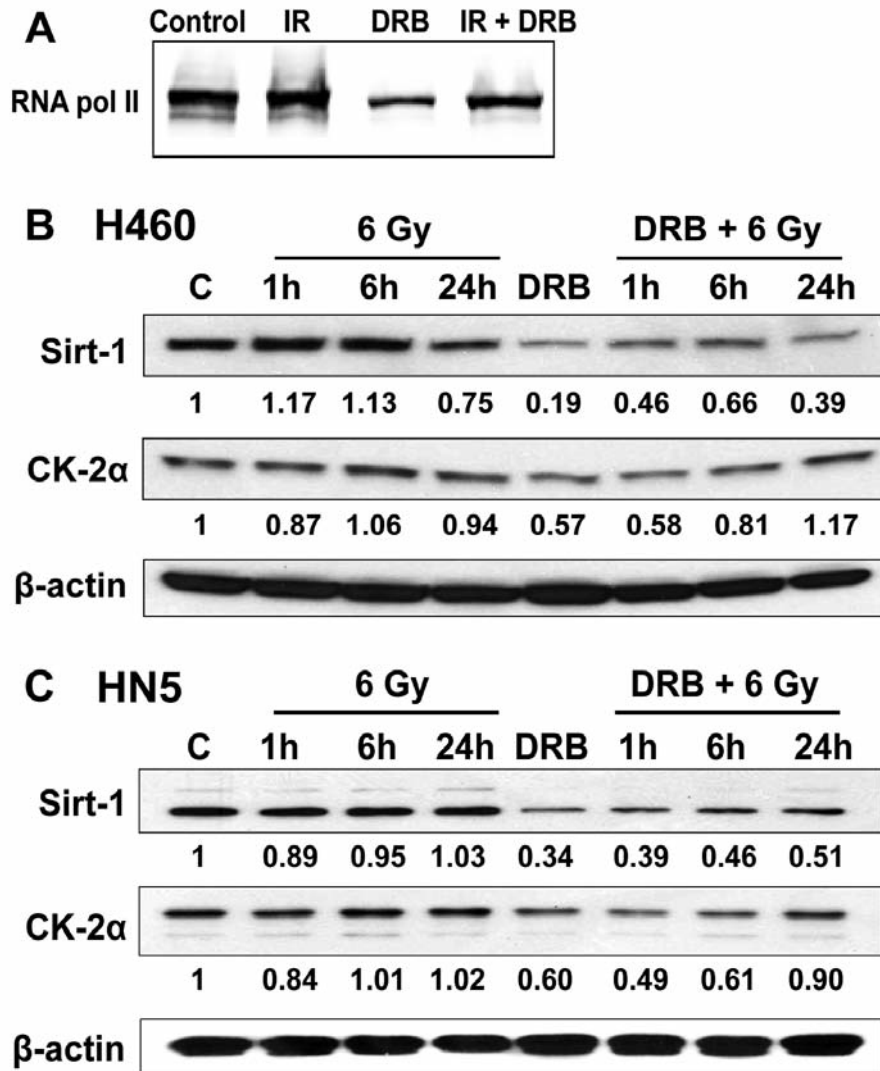 A
Control IR DRB IR + DRB
RNA pol II
B H460
6 Gy DRB + 6 Gy
C 1h 6h 24h DRB 1h 6h 24h
Sirt-1
1 1.17 1.13 0.75 0.19 0.46 0.66 0.39
CK-2α
1 0.87 1.06 0.94 0.57 0.58 0.81 1.17
β-actin
C HN5
6 Gy DRB + 6 Gy
C 1h 6h 24h DRB 1h 6h 24h
Sirt-1
1 0.89 0.95 1.03 0.34 0.39 0.46 0.51
CK-2α
1 0.84 1.01 1.02 0.60 0.49 0.61 0.90
β-actin